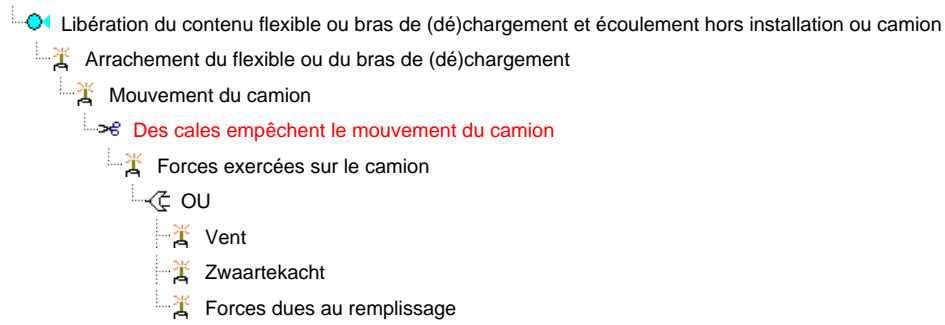 Libération du contenu flexible ou bras de (dé)chargement et écoulement hors installation ou camion
Arrachement du flexible ou du bras de (dé)chargement
Mouvement du camion
Des cales empêchent le mouvement du camion
Forces exercées sur le camion
OU
Vent
Zwaartekacht
Forces dues au remplissage